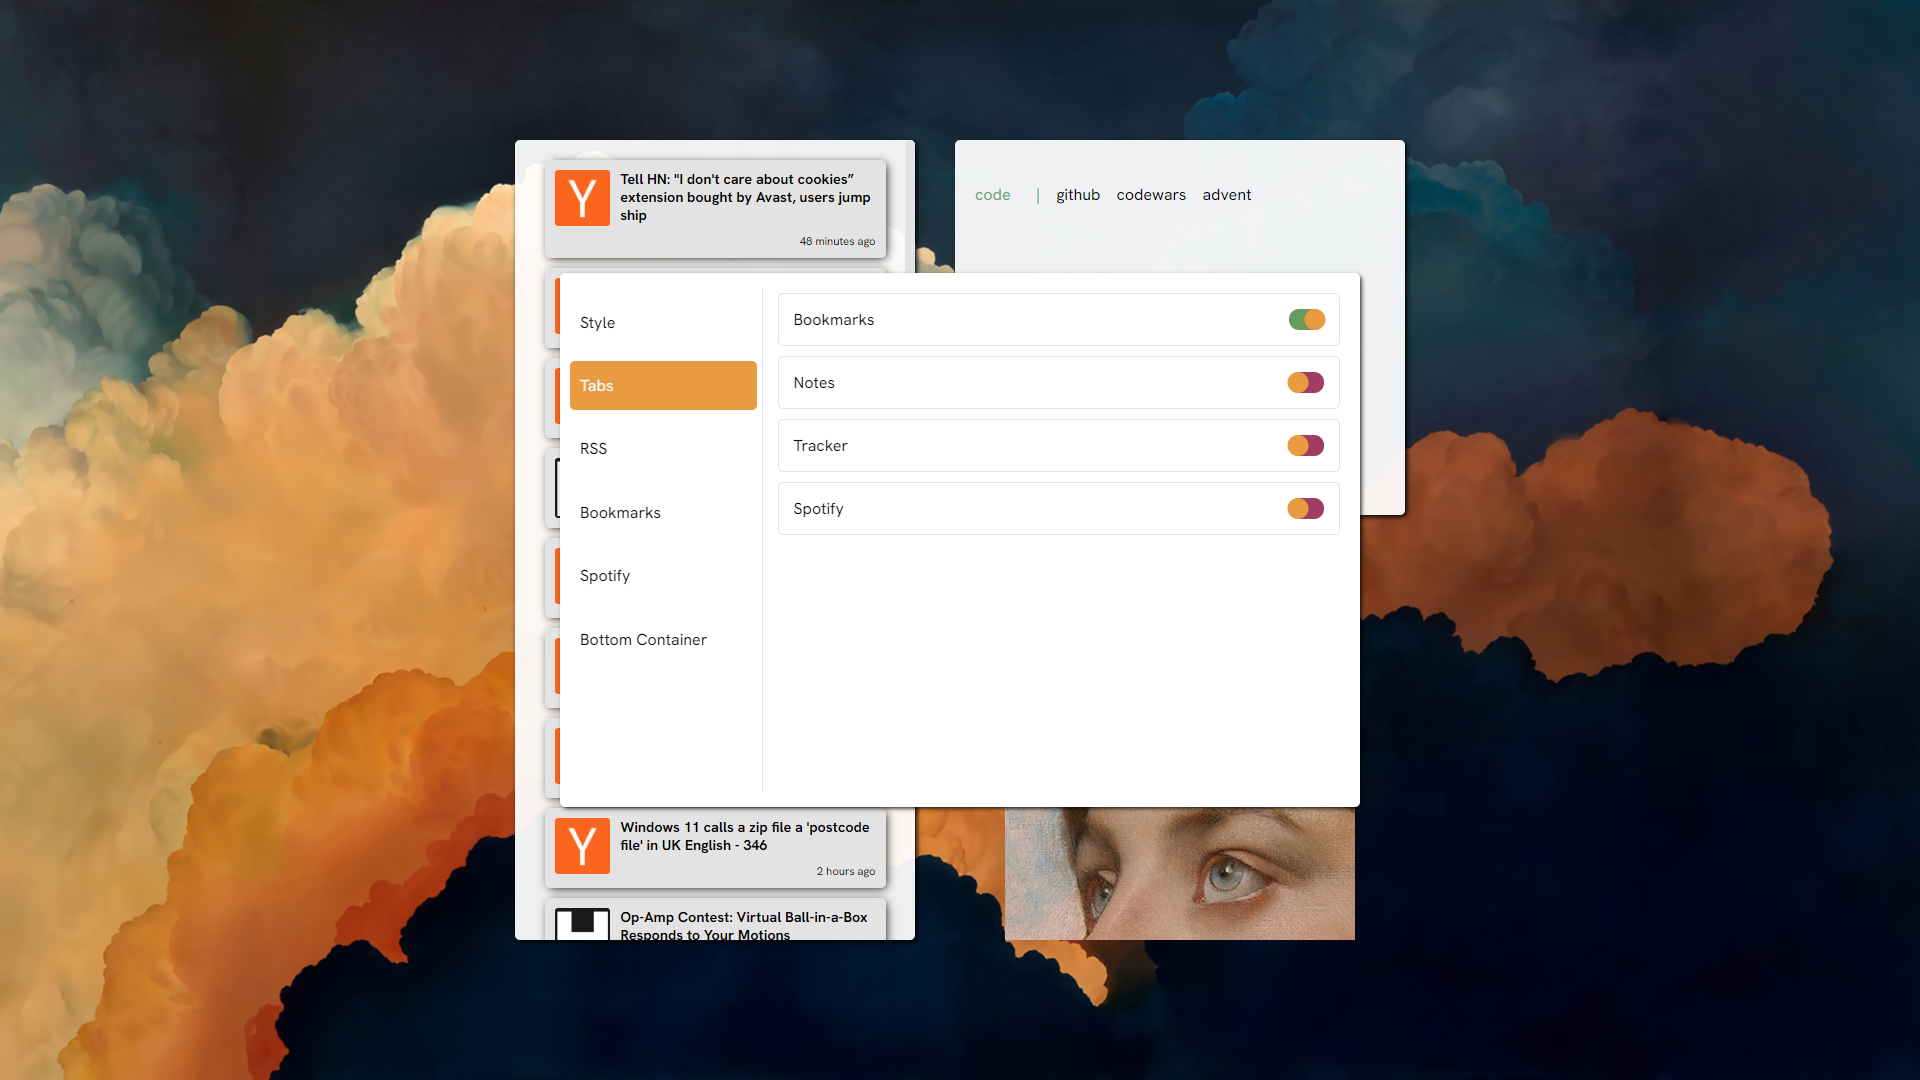 Tell HN: "I don't care about cookies”
extension bought by Avast, users jump
ship
48 minutes ago
code | github codewars advent
Style
Tabs
RSS
Bookmarks
Spotify
Bottom Container
Bookmarks
Notes
Tracker
Spotify
Windows 11 calls a zip file a 'postcode
file' in UK English - 346
2 hours ago
Op-Amp Contest: Virtual Ball-in-a-Box
Responds to Your Motions